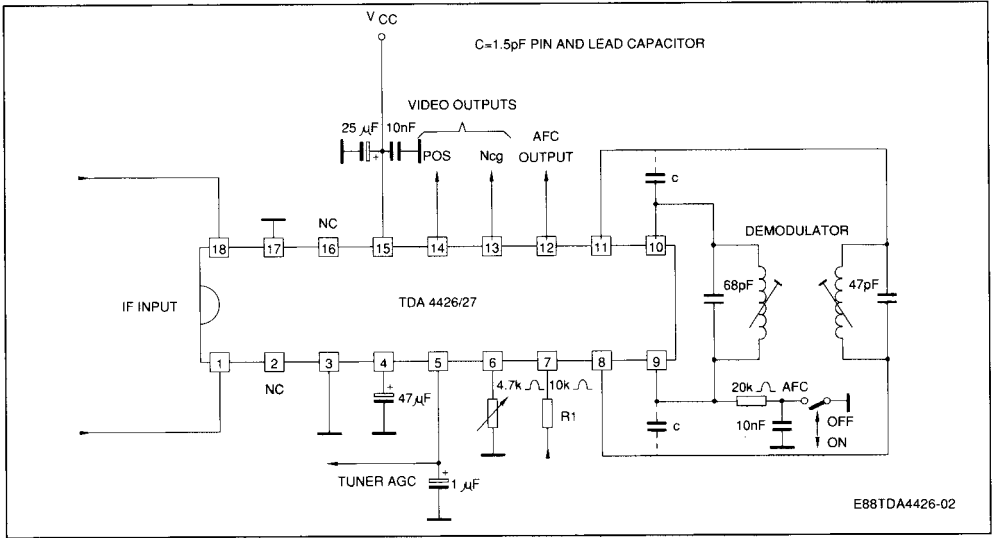 V CC
C=1.5pF PIN AND LEAD CAPACITOR
VIDEO OUTPUTS
25 µF
10nF
+
POS
Ncg
AFC
OUTPUT
c
NC
18
17
16
15
14
13
12
11
10
DEMODULATOR
68pF
47pF
IF INPUT
TDA 4426/27
1
2
3
4
5
6
7
8
9
NC
+
47µF
4.7k
10k
R1
20k
AFC
10nF
OFF
ON
c
TUNER AGC
+
1 µF
E88TDA4426-02